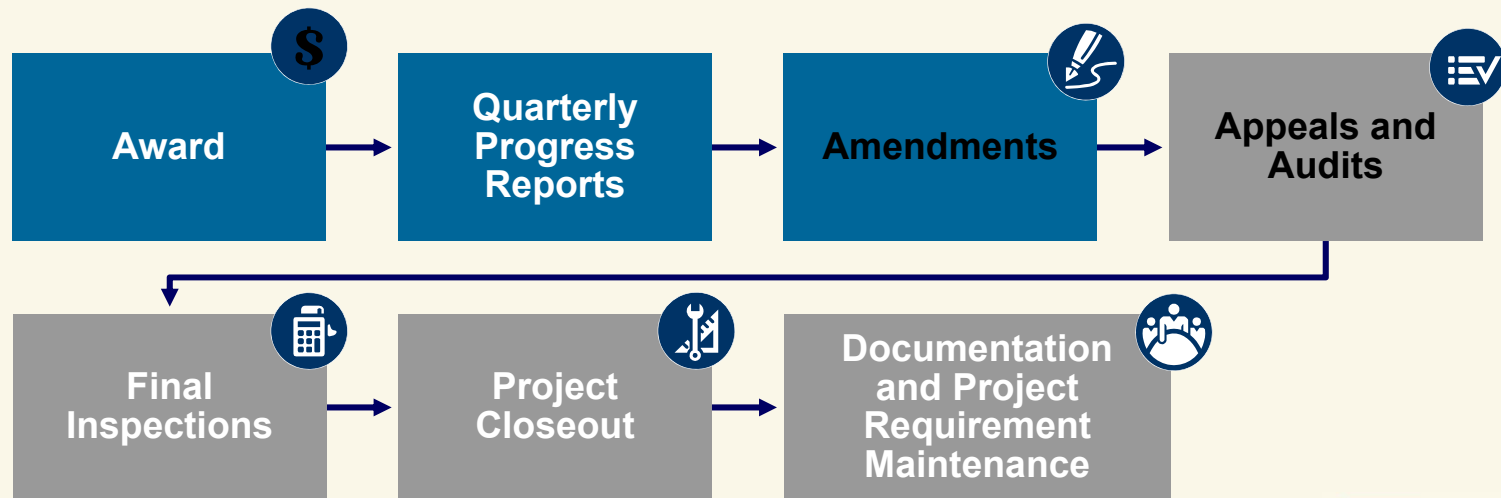 $
Award
Quarterly
Progress
Reports
Amendments
Appeals and
Audits
Final
Inspections
Project
Closeout
Documentation
and Project
Requirement
Maintenance